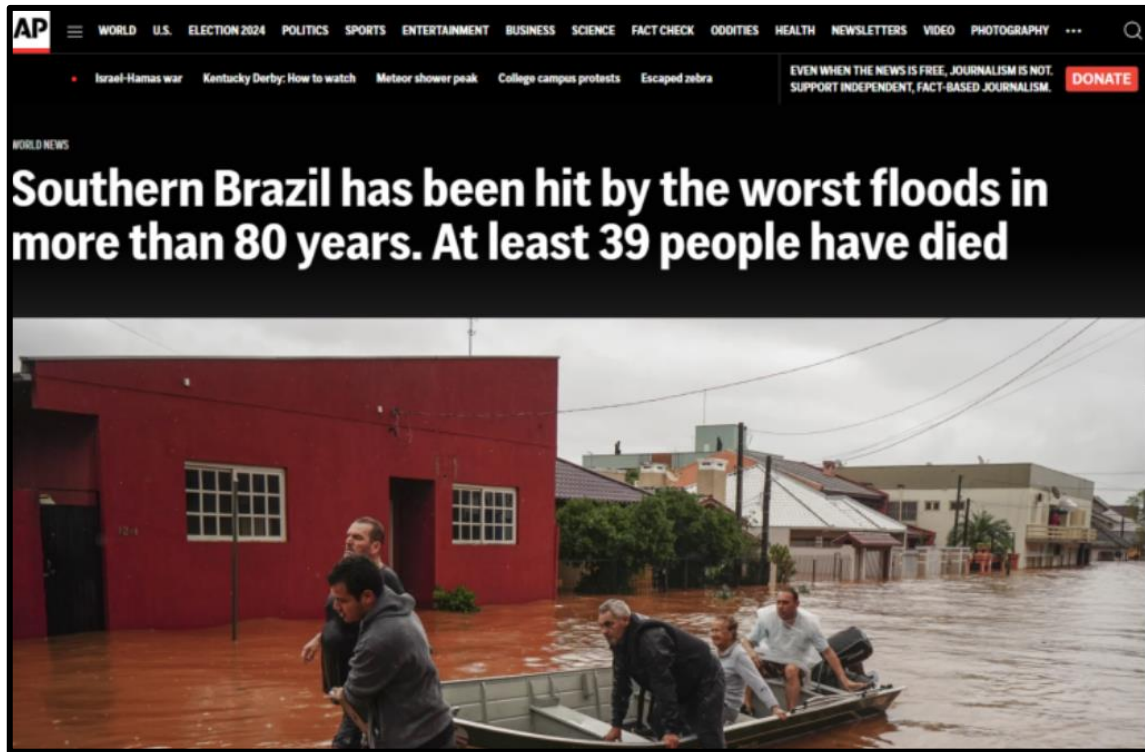 AP
WORLD U.S. ELECTION 2024 POLITICS SPORTS ENTERTAINMENT BUSINESS SCIENCE FACT CHECK ODDITIES HEALTH NEWSLETTERS VIDEO PHOTOGRAPHY ...
Israel-Hamas war Kentucky Derby: How to watch Meteor shower peak College campus protests Escaped zebra
EVEN WHEN THE NEWS IS FREE, JOURNALISM IS NOT.
SUPPORT INDEPENDENT, FACT-BASED JOURNALISM.
DONATE
WORLD NEWS
Southern Brazil has been hit by the worst floods in
more than 80 years. At least 39 people have died